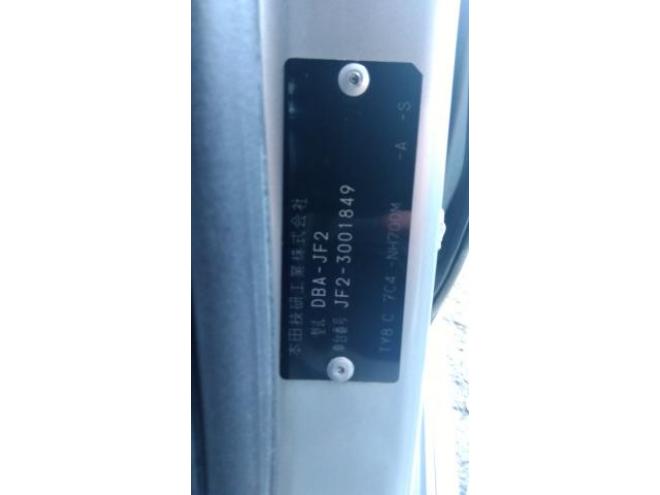 本田技研工業株式会社
型式 DBA-JF2
車台番号 JF2-3001849
TY8 C 7C4 -NH700M -A -S